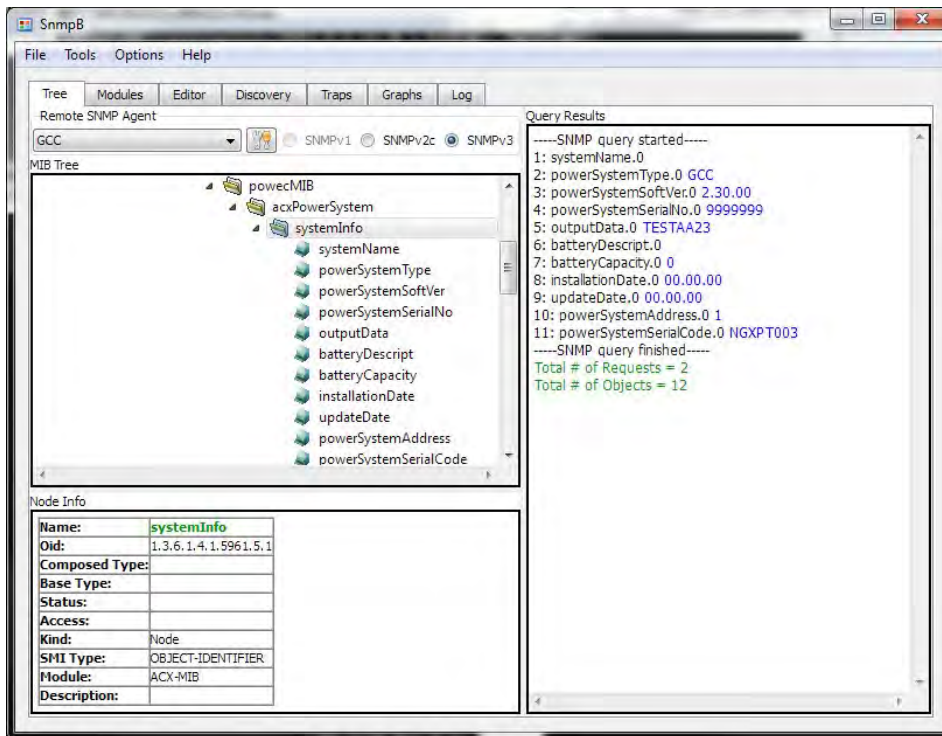 SnmpB
File Tools Options Help
Tree Modules Editor Discovery Traps Graphs Log
Remote SNMP Agent
GCC SNMPv1 SNMPv2c SNMPv3
MIB Tree
powecMIB
acxPowerSystem
systemInfo
systemName
powerSystemType
powerSystemSoftVer
powerSystemSerialNo
outputData
batteryDescript
batteryCapacity
installationDate
updateDate
powerSystemAddress
powerSystemSerialCode
Node Info
Name: systemInfo
Oid: 1.3.6.1.4.1.5961.5.1
Composed Type:
Base Type:
Status:
Access:
Kind: Node
SMI Type: OBJECT-IDENTIFIER
Module: ACX-MIB
Description:
Query Results
-----SNMP query started-----
1: systemName.0
2: powerSystemType.0 GCC
3: powerSystemSoftVer.0 2.30.00
4: powerSystemSerialNo.0 9999999
5: outputData.0 TESTAA23
6: batteryDescript.0
7: batteryCapacity.0 0
8: installationDate.0 00.00.00
9: updateDate.0 00.00.00
10: powerSystemAddress.0 1
11: powerSystemSerialCode.0 NGXPT003
-----SNMP query finished-----
Total # of Requests = 2
Total # of Objects = 12